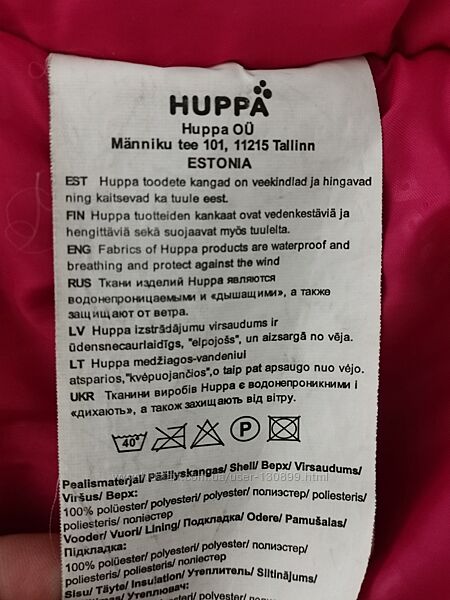 HUPPA
Huppa OÜ
Männiku tee 101, 11215 Tallinn
ESTONIA
EST Huppa toodete kangad on veekindlad ja hingavad
ning kaitsevad ka tuule eest.
FIN Huppa tuotteiden kankaat ovat vedenkestäviä ja
hengittäviä sekä suojaavat myös tuulelta.
ENG Fabrics of Huppa products are waterproof and
breathing and protect against the wind
RUS Ткани изделий Huppa являются
водонепроницаемыми и «дышащими», а также
защищают от ветра.
LV Huppa izstrādājumu virsaudums ir
ūdensnecaurlaidīgs, "elpojošs", un aizsargā no vēja.
LT Huppa medžiagos-vandeniui
atsparios,"kvėpuojančios",o taip pat apsaugo nuo vėjo.
UKR Тканини виробів Huppa є водонепроникними і
«дихають», а також захищають від вітру.
40° P
Pealismaterjal/ Päällyskangas/ Shell/ Верх/ Virsaudums/
Viršus/ Верх:
100% polüester/ polyesteri/ polyester/ полиэстер/ poliesteris/
poliesteris/ поліестер
Vooder/ Vuori/ Lining/ Подкладка/ Odere/ Pamušalas/
Підкладка:
100% polüester/ polyesteri/ polyester/ полиэстер/
poliesteris/ poliesteris/ поліестер
Sisu/ Täyte/ Insulation/ Утеплитель/ Siltinājums/
Утеплювач: